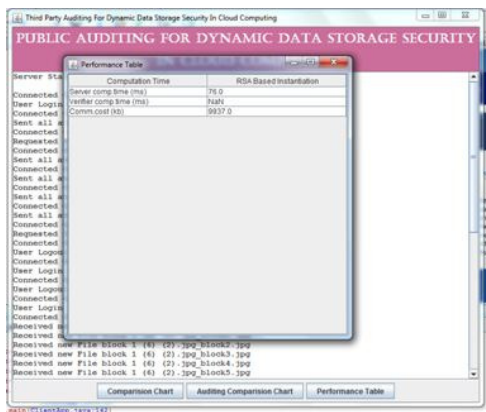 Third Party Auditing For Dynamic Data Storage Security In Cloud Computing
PUBLIC AUDITING FOR DYNAMIC DATA STORAGE SECURITY
IN CLOUD
Performance Table
Computation Time RSA Based Instantiation
Server comp.time (ms) 76.0
Verifier comp.time (ms) NaN
Comm.cost (kb) 9937.0
Server Sta
Connected
User Login
Connected
Sent all
Connected
Requested
Connected
Sent all
Connected
Sent all
Connected
Sent all
Connected
Sent all
Connected
Requested
Connected
User Logou
Connected
User Login
Connected
User Logou
Connected
User Login
Connected
Received
Received
Received new File block 1 (6) (2).jpg_block2.jpg
Received new File block 1 (6) (2).jpg_block3.jpg
Received new File block 1 (6) (2).jpg_block4.jpg
Received new File block 1 (6) (2).jpg_block5.jpg
Comparision Chart Auditing Comparision Chart Performance Table